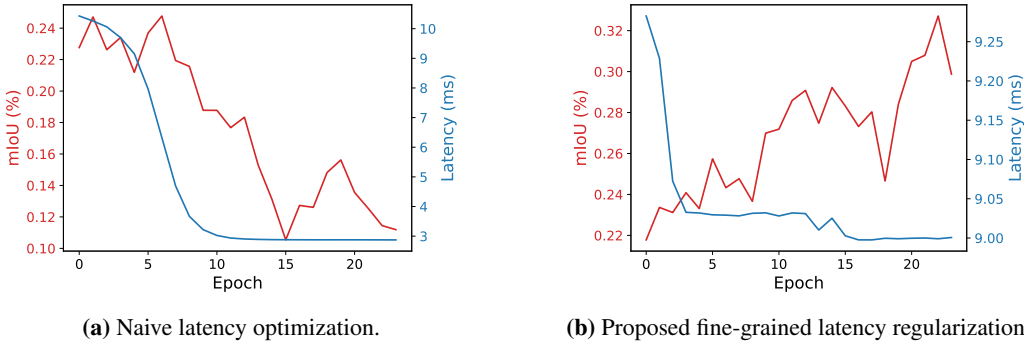 0.24
0.22
0.20
0.18
0.16
0.14
0.12
0.10
mIoU (%)
10
9
8
7
6
5
4
3
Latency (ms)
0 5 10 15 20
Epoch
(a) Naive latency optimization.
0.32
0.30
0.28
0.26
0.24
0.22
mIoU (%)
9.25
9.20
9.15
9.10
9.05
9.00
Latency (ms)
0 5 10 15 20
Epoch
(b) Proposed fine-grained latency regularization